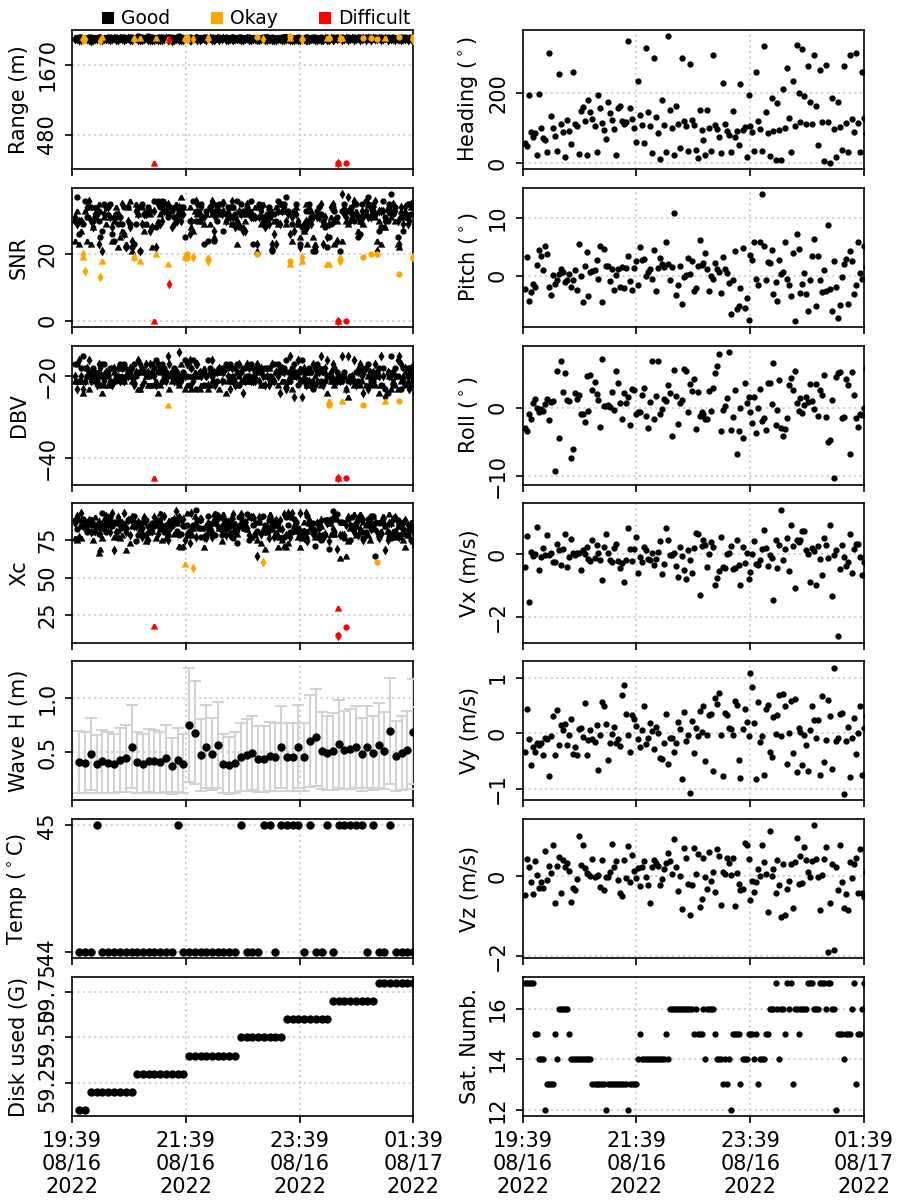 Good Okay Difficult
Range (m)
1670
480
Heading (°)
200
0
SNR
20
0
Pitch (°)
10
0
DBV
−20
−40
Roll (°)
0
−10
Xc
75
50
25
Vx (m/s)
0
−2
Wave H (m)
1.0
0.5
Vy (m/s)
1
0
−1
Temp (°C)
45
44
Vz (m/s)
0
−2
Disk used (G)
59.75
59.50
59.25
Sat. Numb.
16
14
12
19:39 21:39 23:39 01:39
08/16 08/16 08/16 08/17
2022 2022 2022 2022
19:39 21:39 23:39 01:39
08/16 08/16 08/16 08/17
2022 2022 2022 2022